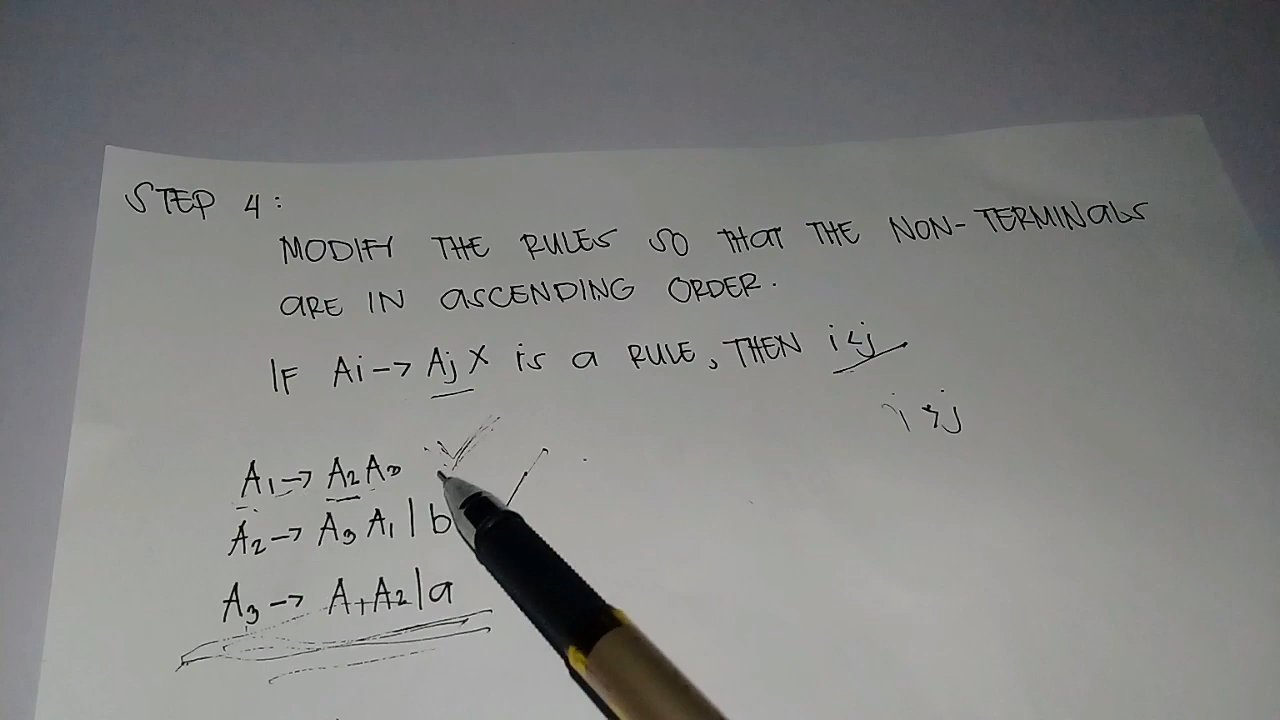 STEP 4:
MODIFY THE RULES SO THAT THE NON-TERMINALS
ARE IN ASCENDING ORDER.
IF Ai -> AjX is a RULE, THEN i<j
A1 -> A2A3
A2 -> A3A1|b
A3 -> A1A2|a